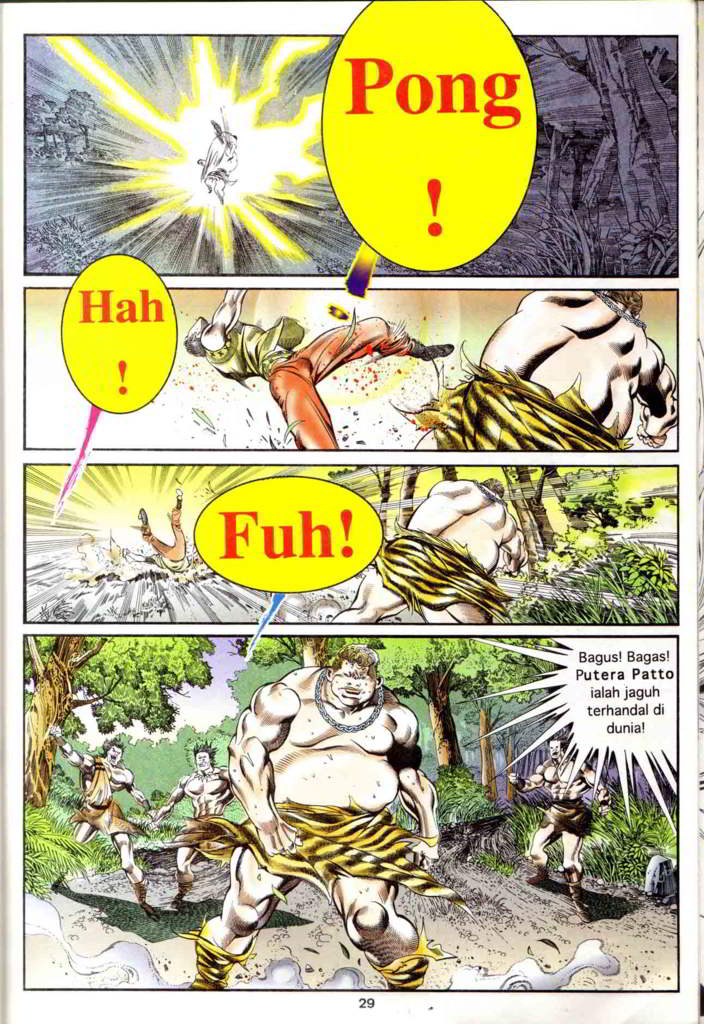 Pong
!
Hah
!
Fuh!
Bagus! Bagas!
Putera Patto
ialah jaguh
terhandal di
dunia!
29